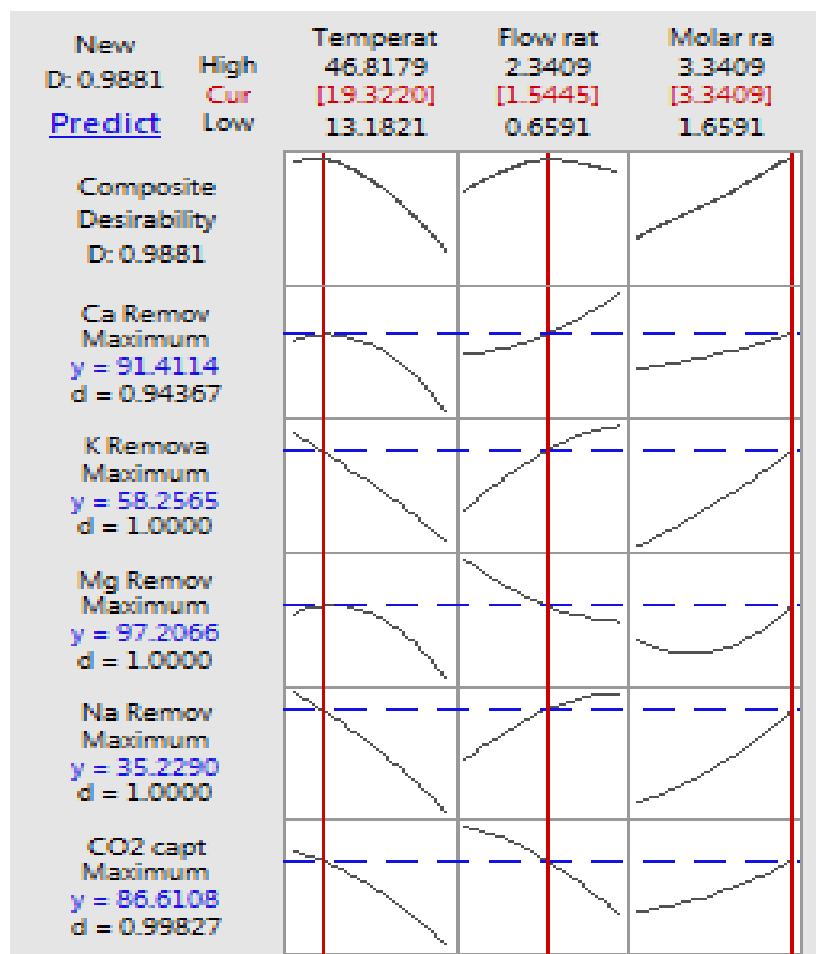 New
D: 0.9881
Predict
High
Cur
Low
Temperat
46.8179
[19.3220]
13.1821
Flow rat
2.3409
[1.5445]
0.6591
Molar ra
3.3409
[3.3409]
1.6591
Composite
Desirability
D: 0.9881
Ca Remov
Maximum
y = 91.4114
d = 0.94367
K Remova
Maximum
y = 58.2565
d = 1.0000
Mg Remov
Maximum
y = 97.2066
d = 1.0000
Na Remov
Maximum
y = 35.2290
d = 1.0000
CO2 capt
Maximum
y = 86.6108
d = 0.99827